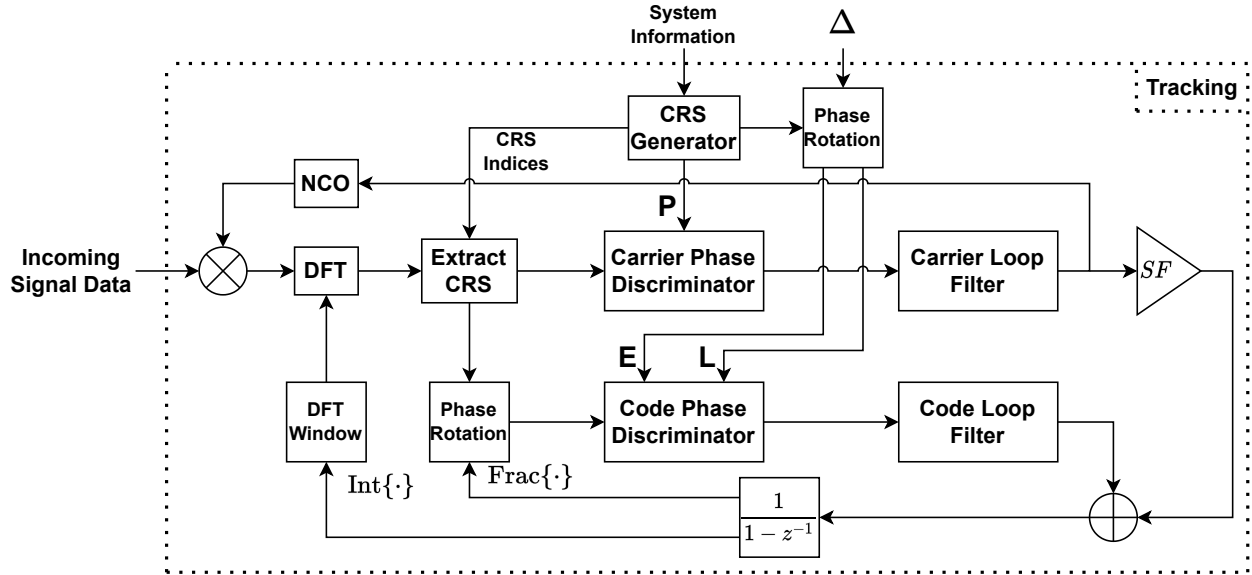 System
Information
Δ
Tracking
CRS
Generator
Phase
Rotation
CRS
Indices
NCO
P
Incoming
Signal Data
DFT
Extract
CRS
Carrier Phase
Discriminator
Carrier Loop
Filter
SF
E
L
DFT
Window
Phase
Rotation
Code Phase
Discriminator
Code Loop
Filter
Int{·}
Frac{·}
1
1 − z⁻¹